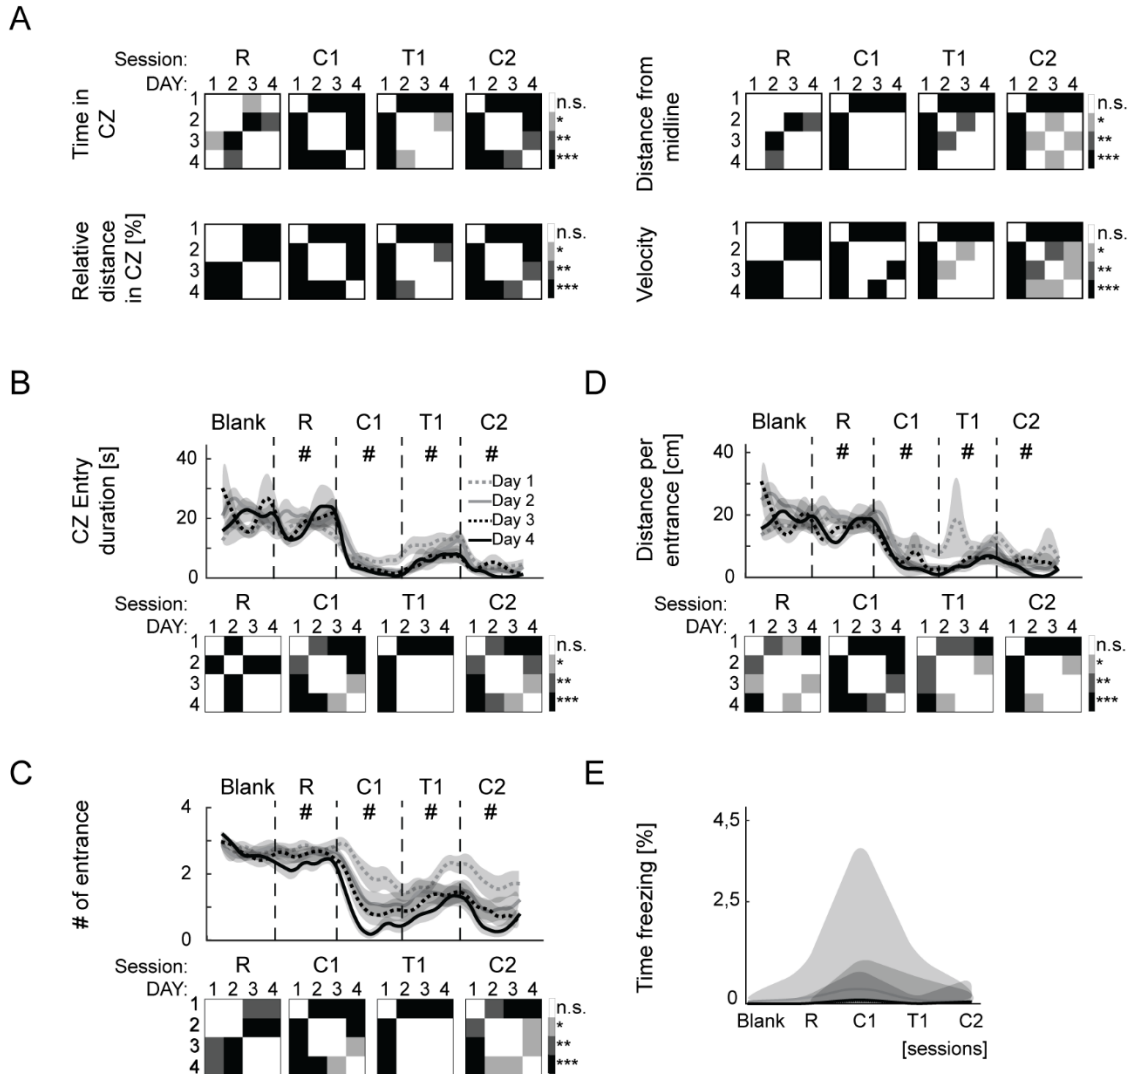 A
Session: R C1 T1 C2
DAY: 1 2 3 4 1 2 3 4 1 2 3 4 1 2 3 4
Time in CZ
1 n.s.
2 *
3 **
4 ***
Relative distance in CZ [%]
1 n.s.
2 *
3 **
4 ***
R C1 T1 C2
1 2 3 4 1 2 3 4 1 2 3 4 1 2 3 4
Distance from midline
1 n.s.
2 *
3 **
4 ***
Velocity
1 n.s.
2 *
3 **
4 ***
B
Blank R C1 T1 C2
# # # #
CZ Entry duration [s]
40
20
0
Day 1
Day 2
Day 3
Day 4
Session: R C1 T1 C2
DAY: 1 2 3 4 1 2 3 4 1 2 3 4 1 2 3 4
1 n.s.
2 *
3 **
4 ***
D
Blank R C1 T1 C2
# # # #
Distance per entrance [cm]
40
20
0
Session: R C1 T1 C2
DAY: 1 2 3 4 1 2 3 4 1 2 3 4 1 2 3 4
1 n.s.
2 *
3 **
4 ***
C
Blank R C1 T1 C2
# # # #
# of entrance
4
2
0
Session: R C1 T1 C2
DAY: 1 2 3 4 1 2 3 4 1 2 3 4 1 2 3 4
1 n.s.
2 *
3 **
4 ***
E
Time freezing [%]
4,5
2,5
0
Blank R C1 T1 C2
[sessions]